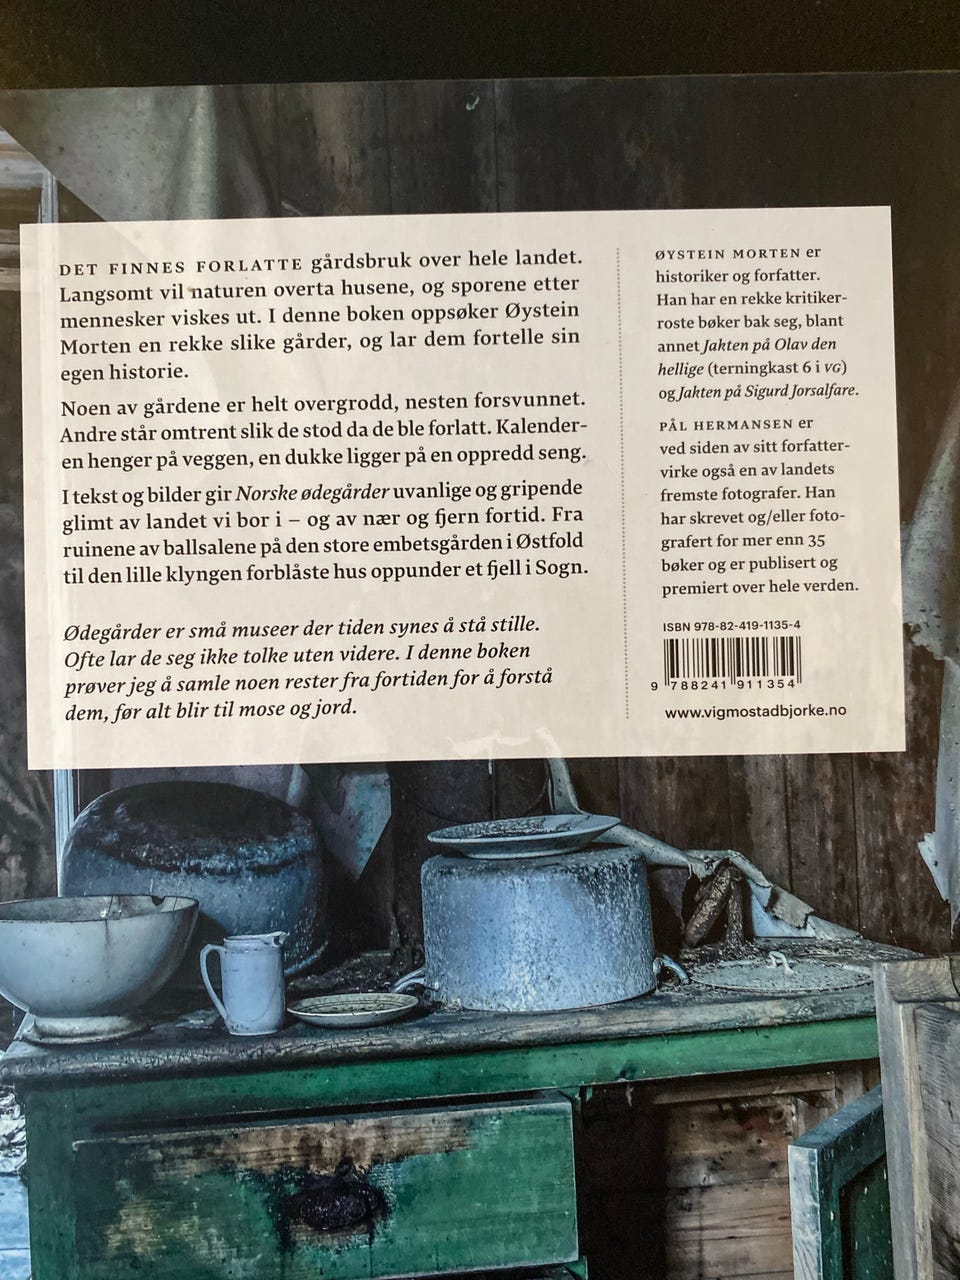 DET FINNES FORLATTE gårdsbruk over hele landet.
Langsomt vil naturen overta husene, og sporene etter
mennesker viskes ut. I denne boken oppsøker Øystein
Morten en rekke slike gårder, og lar dem fortelle sin
egen historie.
Noen av gårdene er helt overgrodd, nesten forsvunnet.
Andre står omtrent slik de stod da de ble forlatt. Kalender-
en henger på veggen, en dukke ligger på en oppredd seng.
I tekst og bilder gir Norske ødegårder uvanlige og gripende
glimt av landet vi bor i – og av nær og fjern fortid. Fra
ruinene av ballsalene på den store embetsgården i Østfold
til den lille klyngen forblåste hus oppunder et fjell i Sogn.
Ødegårder er små museer der tiden synes å stå stille.
Ofte lar de seg ikke tolke uten videre. I denne boken
prøver jeg å samle noen rester fra fortiden for å forstå
dem, før alt blir til mose og jord.
ØYSTEIN MORTEN er
historiker og forfatter.
Han har en rekke kritiker-
roste bøker bak seg, blant
annet Jakten på Olav den
hellige (terningkast 6 i VG)
og Jakten på Sigurd Jorsalfare.
PÅL HERMANSEN er
ved siden av sitt forfatter-
virke også en av landets
fremste fotografer. Han
har skrevet og/eller foto-
grafert for mer enn 35
bøker og er publisert og
premiert over hele verden.
ISBN 978-82-419-1135-4
9 788241 911354
www.vigmostadbjorke.no